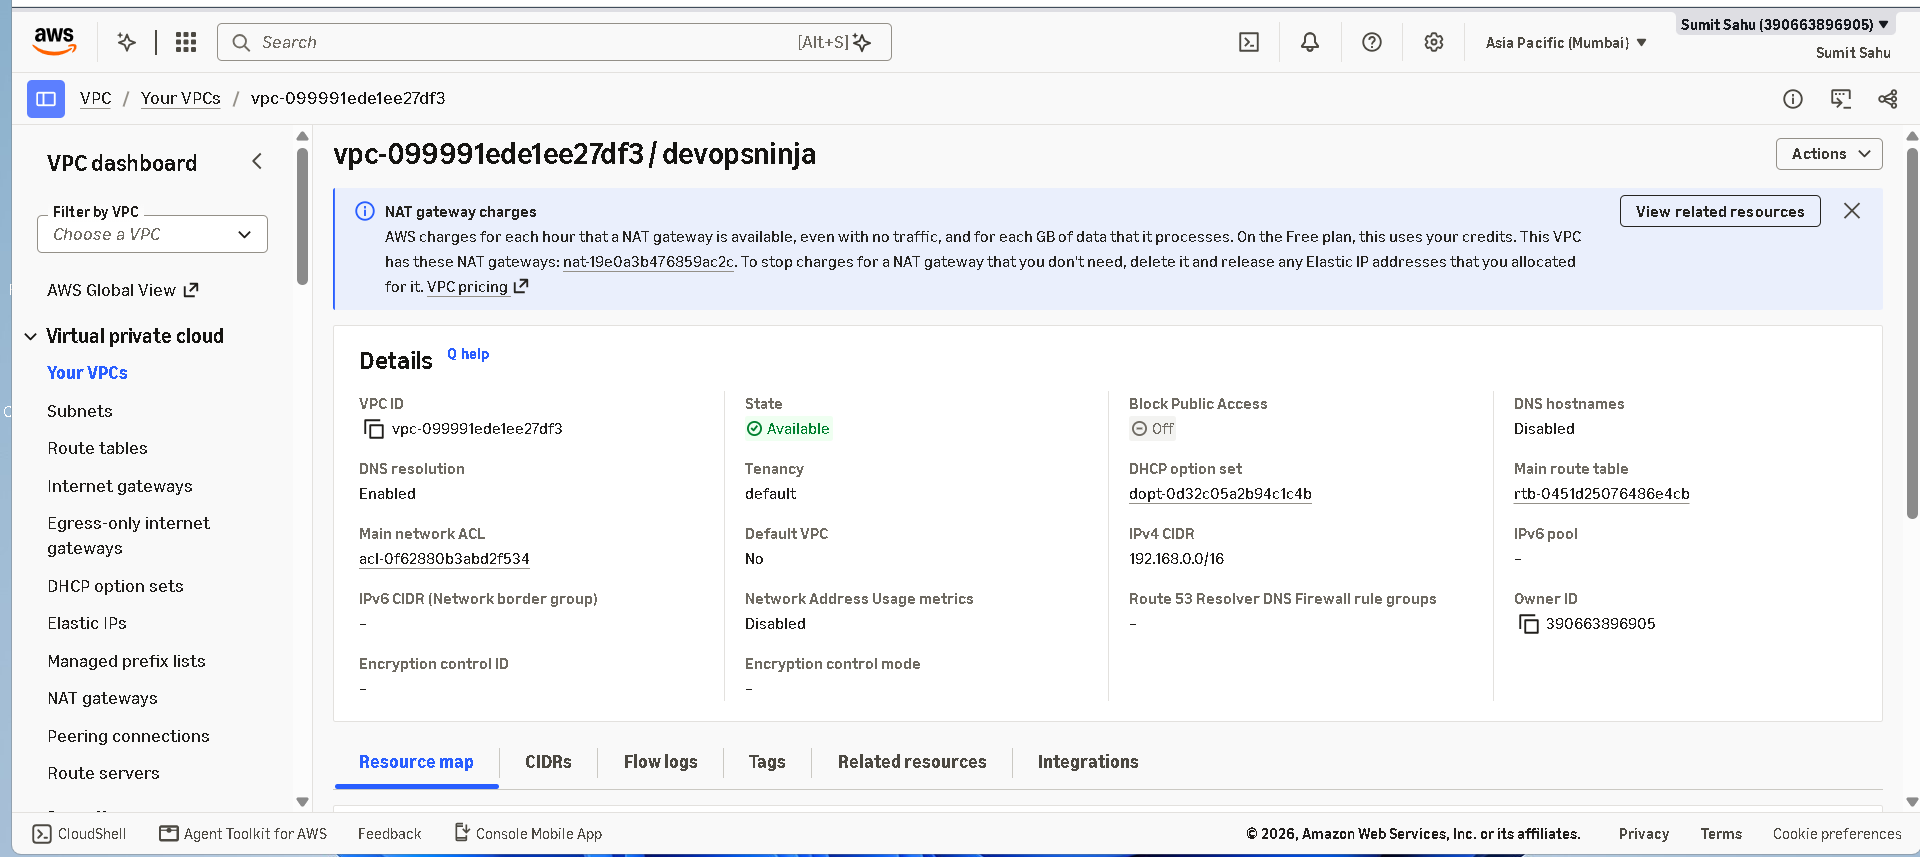 aws
Search [Alt+S]
Asia Pacific (Mumbai) ▼
Sumit Sahu (390663896905) ▼
Sumit Sahu
VPC / Your VPCs / vpc-099991ede1ee27df3
VPC dashboard
Filter by VPC
Choose a VPC
AWS Global View
Virtual private cloud
Your VPCs
Subnets
Route tables
Internet gateways
Egress-only internet
gateways
DHCP option sets
Elastic IPs
Managed prefix lists
NAT gateways
Peering connections
Route servers
vpc-099991ede1ee27df3 / devopsninja
Actions
NAT gateway charges
View related resources
AWS charges for each hour that a NAT gateway is available, even with no traffic, and for each GB of data that it processes. On the Free plan, this uses your credits. This VPC
has these NAT gateways: nat-19e0a3b476859ac2c. To stop charges for a NAT gateway that you don't need, delete it and release any Elastic IP addresses that you allocated
for it. VPC pricing
Details Q help
VPC ID
vpc-099991ede1ee27df3
State
Available
Block Public Access
Off
DNS hostnames
Disabled
DNS resolution
Enabled
Tenancy
default
DHCP option set
dopt-0d32c05a2b94c1c4b
Main route table
rtb-0451d25076486e4cb
Main network ACL
acl-0f62880b3abd2f534
Default VPC
No
IPv4 CIDR
192.168.0.0/16
IPv6 pool
–
IPv6 CIDR (Network border group)
–
Network Address Usage metrics
Disabled
Route 53 Resolver DNS Firewall rule groups
–
Owner ID
390663896905
Encryption control ID
–
Encryption control mode
–
Resource map
CIDRs
Flow logs
Tags
Related resources
Integrations
CloudShell
Agent Toolkit for AWS
Feedback
Console Mobile App
© 2026, Amazon Web Services, Inc. or its affiliates.
Privacy
Terms
Cookie preferences